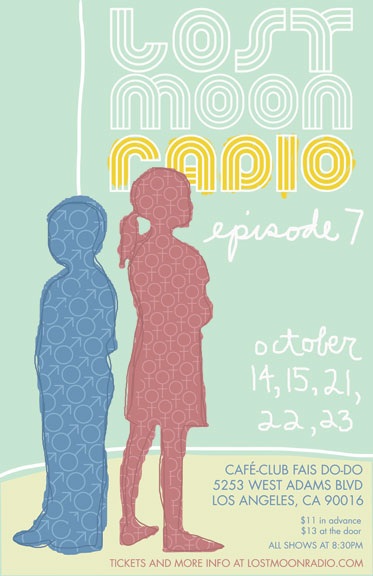 LOST
MOON
RADIO
episode 7
october
14, 15, 21,
22, 23
CAFÉ-CLUB FAIS DO-DO
5253 WEST ADAMS BLVD
LOS ANGELES, CA 90016
$11 in advance
$13 at the door
ALL SHOWS AT 8:30PM
TICKETS AND MORE INFO AT LOSTMOONRADIO.COM